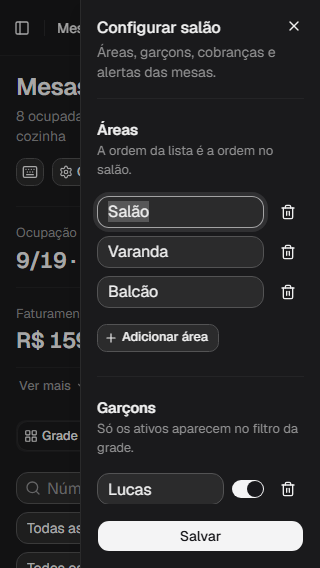 Configurar salão
Áreas, garçons, cobranças e
alertas das mesas.
Áreas
A ordem da lista é a ordem no
salão.
Salão
Varanda
Balcão
Adicionar área
Garçons
Só os ativos aparecem no filtro da
grade.
Lucas
Salvar
Mes
Mesas
8 ocupada
cozinha
Ocupação
9/19 ·
Faturamen
R$ 159
Ver mais
Grade
Núm
Todas as